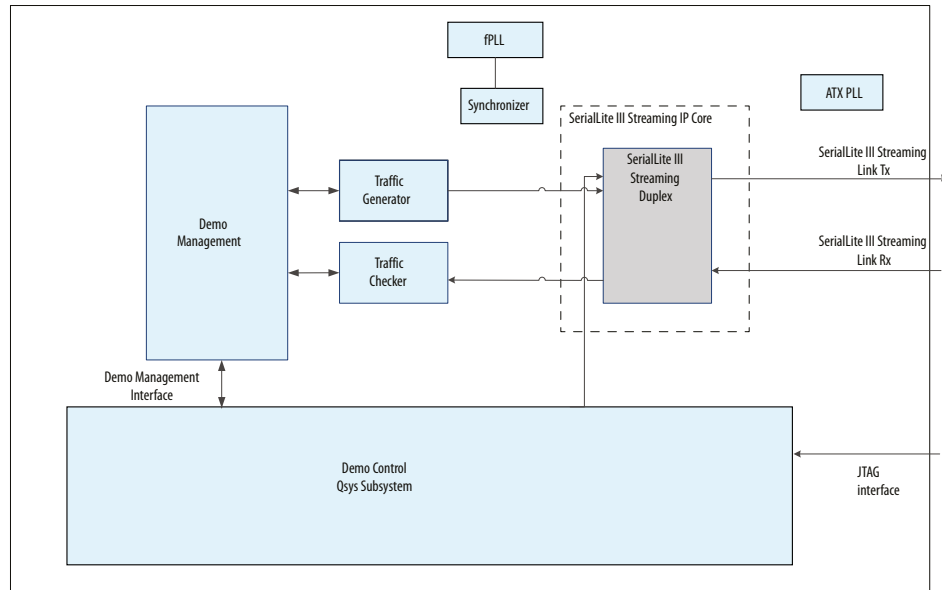 fPLL
ATX PLL
Synchronizer
SerialLite III Streaming IP Core
SerialLite III
Streaming
Duplex
SerialLite III Streaming
Link Tx
Traffic
Generator
Demo
Management
SerialLite III Streaming
Link Rx
Traffic
Checker
Demo Management
Interface
Demo Control
Qsys Subsystem
JTAG
interface